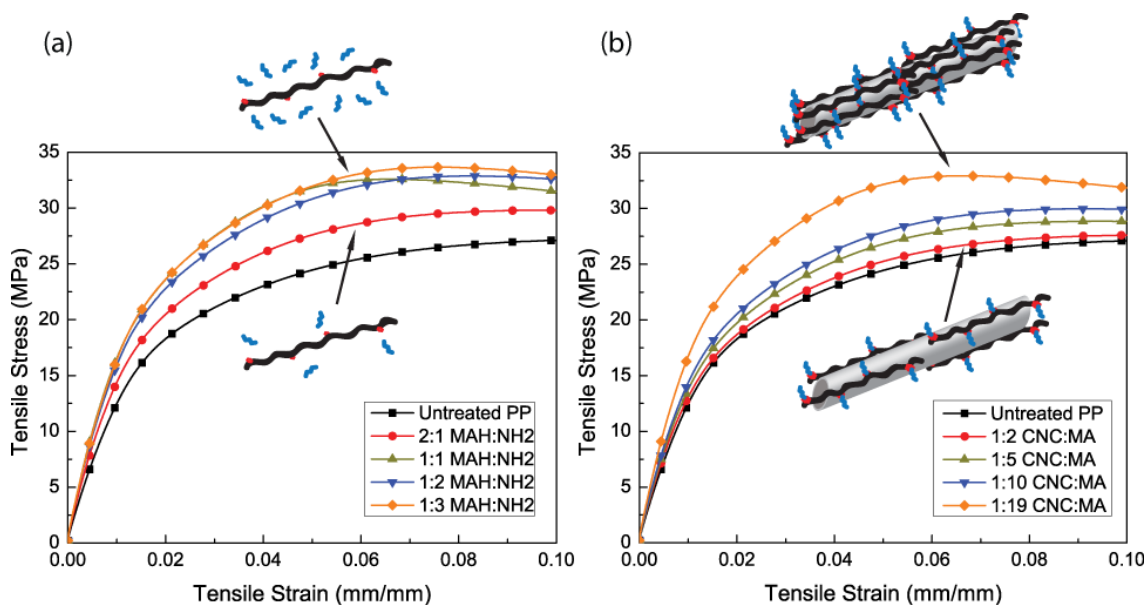 (a)
35
30
25
20
15
10
5
0
Tensile Stress (MPa)
Untreated PP
2:1 MAH:NH2
1:1 MAH:NH2
1:2 MAH:NH2
1:3 MAH:NH2
0.00 0.02 0.04 0.06 0.08 0.10
Tensile Strain (mm/mm)
(b)
35
30
25
20
15
10
5
0
Tensile Stress (MPa)
Untreated PP
1:2 CNC:MA
1:5 CNC:MA
1:10 CNC:MA
1:19 CNC:MA
0.00 0.02 0.04 0.06 0.08 0.10
Tensile Strain (mm/mm)